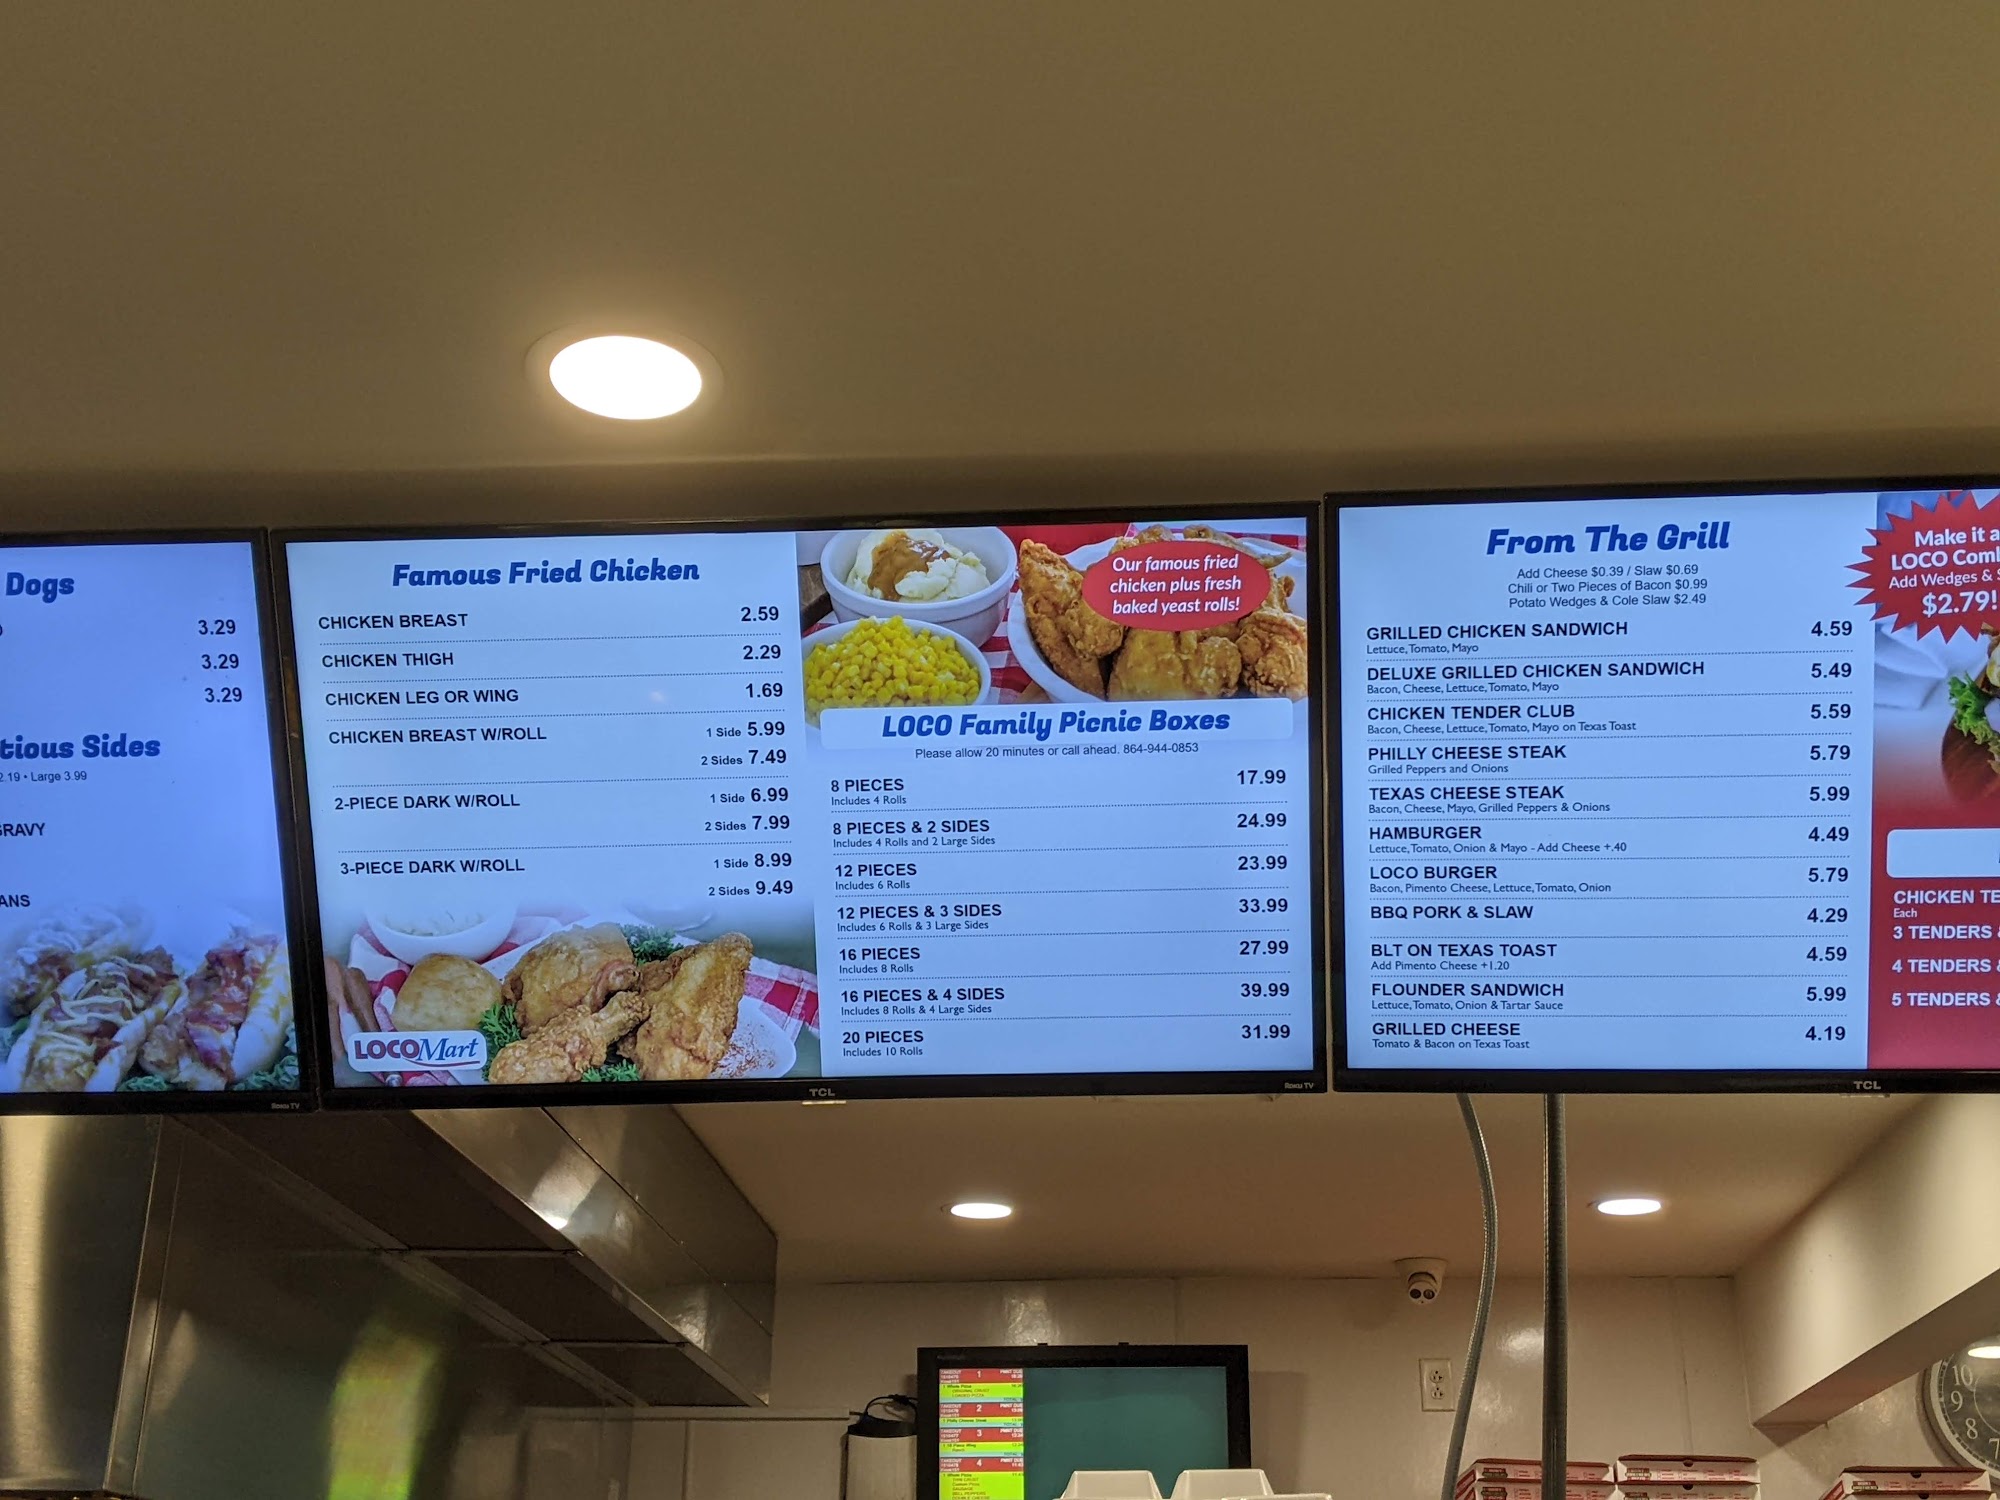 Dogs
3.29
3.29
3.29
tious Sides
2.19 • Large 3.99
GRAVY
ANS
Roku TV
Famous Fried Chicken
CHICKEN BREAST 2.59
CHICKEN THIGH 2.29
CHICKEN LEG OR WING 1.69
CHICKEN BREAST W/ROLL 1 Side 5.99
2 Sides 7.49
2-PIECE DARK W/ROLL 1 Side 6.99
2 Sides 7.99
3-PIECE DARK W/ROLL 1 Side 8.99
2 Sides 9.49
LOCOMart
Our famous fried
chicken plus fresh
baked yeast rolls!
LOCO Family Picnic Boxes
Please allow 20 minutes or call ahead. 864-944-0853
8 PIECES 17.99
Includes 4 Rolls
8 PIECES & 2 SIDES 24.99
Includes 4 Rolls and 2 Large Sides
12 PIECES 23.99
Includes 6 Rolls
12 PIECES & 3 SIDES 33.99
Includes 6 Rolls & 3 Large Sides
16 PIECES 27.99
Includes 8 Rolls
16 PIECES & 4 SIDES 39.99
Includes 8 Rolls & 4 Large Sides
20 PIECES 31.99
Includes 10 Rolls
TCL
Roku TV
From The Grill
Add Cheese $0.39 / Slaw $0.69
Chili or Two Pieces of Bacon $0.99
Potato Wedges & Cole Slaw $2.49
GRILLED CHICKEN SANDWICH 4.59
Lettuce, Tomato, Mayo
DELUXE GRILLED CHICKEN SANDWICH 5.49
Bacon, Cheese, Lettuce, Tomato, Mayo
CHICKEN TENDER CLUB 5.59
Bacon, Cheese, Lettuce, Tomato, Mayo on Texas Toast
PHILLY CHEESE STEAK 5.79
Grilled Peppers and Onions
TEXAS CHEESE STEAK 5.99
Bacon, Cheese, Mayo, Grilled Peppers & Onions
HAMBURGER 4.49
Lettuce, Tomato, Onion & Mayo - Add Cheese +.40
LOCO BURGER 5.79
Bacon, Pimento Cheese, Lettuce, Tomato, Onion
BBQ PORK & SLAW 4.29
BLT ON TEXAS TOAST 4.59
Add Pimento Cheese +1.20
FLOUNDER SANDWICH 5.99
Lettuce, Tomato, Onion & Tartar Sauce
GRILLED CHEESE 4.19
Tomato & Bacon on Texas Toast
TCL
Make it a
LOCO Com
Add Wedges &
$2.79!
CHICKEN TE
Each
3 TENDERS
4 TENDERS
5 TENDERS
1
2
3
4
10
9
8
7